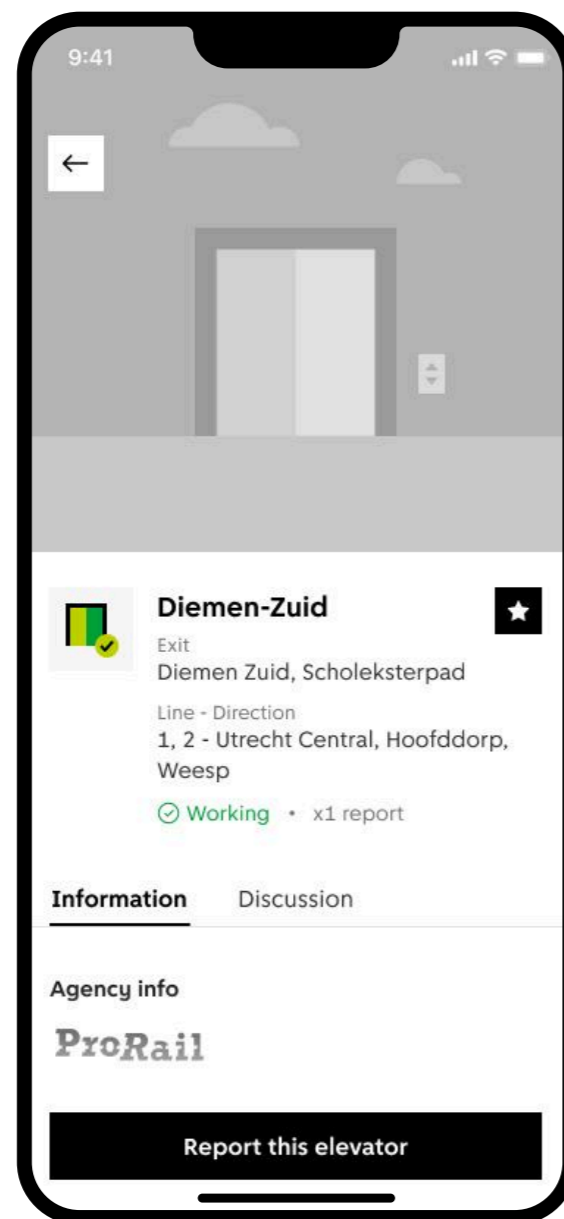 9:41
Diemen-Zuid
Exit
Diemen Zuid, Scholeksterpad
Line - Direction
1, 2 - Utrecht Central, Hoofddorp,
Weesp
Working • x1 report
Information Discussion
Agency info
ProRail
Report this elevator